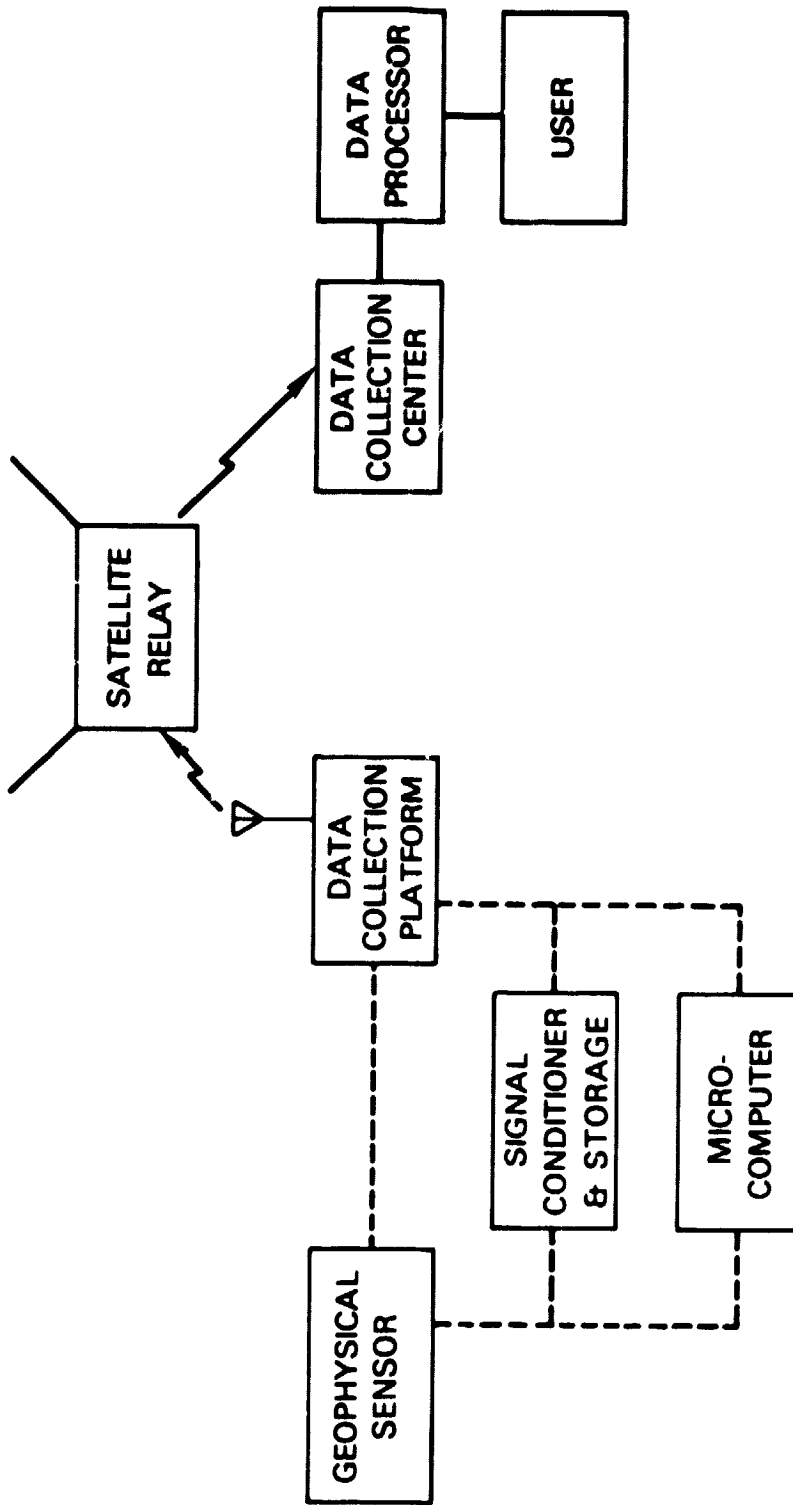 GEOPHYSICAL
SENSOR
SIGNAL
CONDITIONER
& STORAGE
MICRO-
COMPUTER
DATA
COLLECTION
PLATFORM
SATELLITE
RELAY
DATA
COLLECTION
CENTER
DATA
PROCESSOR
USER